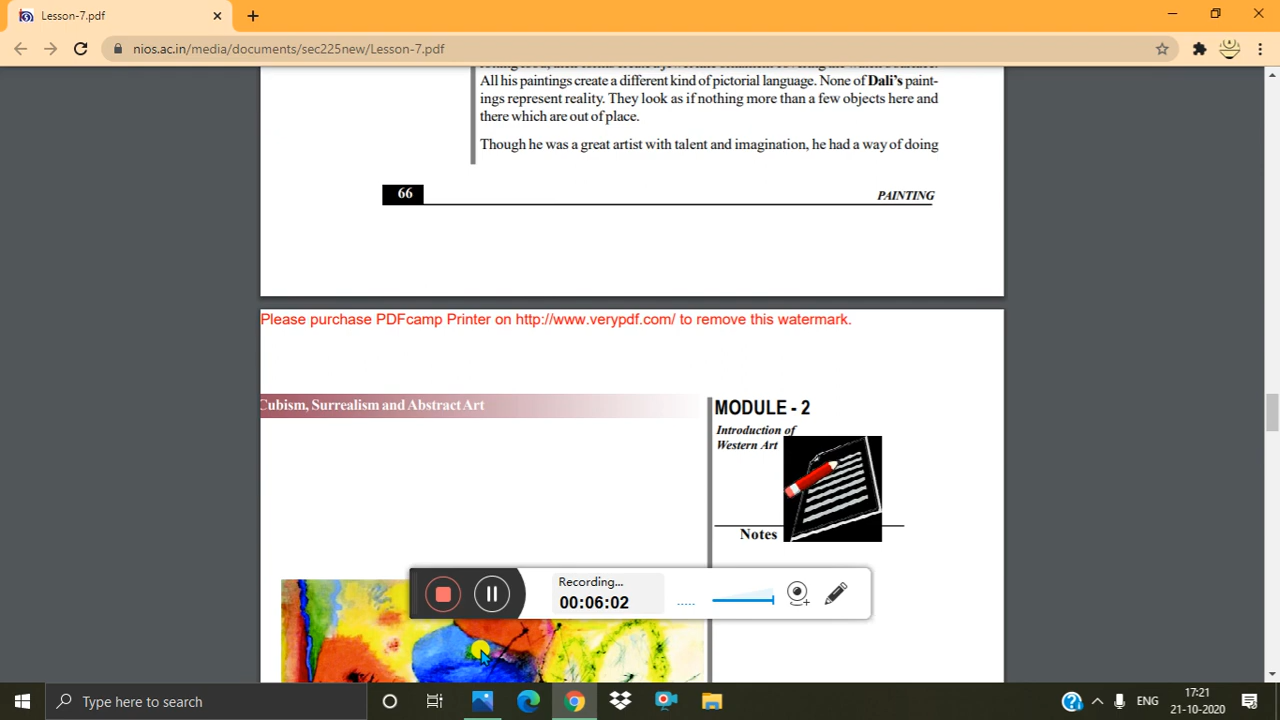 Lesson-7.pdf
nios.ac.in/media/documents/sec225new/Lesson-7.pdf
All his paintings create a different kind of pictorial language. None of Dali's paint-
ings represent reality. They look as if nothing more than a few objects here and
there which are out of place.
Though he was a great artist with talent and imagination, he had a way of doing
66
PAINTING
Please purchase PDFcamp Printer on http://www.verypdf.com/ to remove this watermark.
Cubism, Surrealism and Abstract Art
MODULE - 2
Introduction of
Western Art
Notes
Recording...
00:06:02
Type here to search
ENG
17:21
21-10-2020